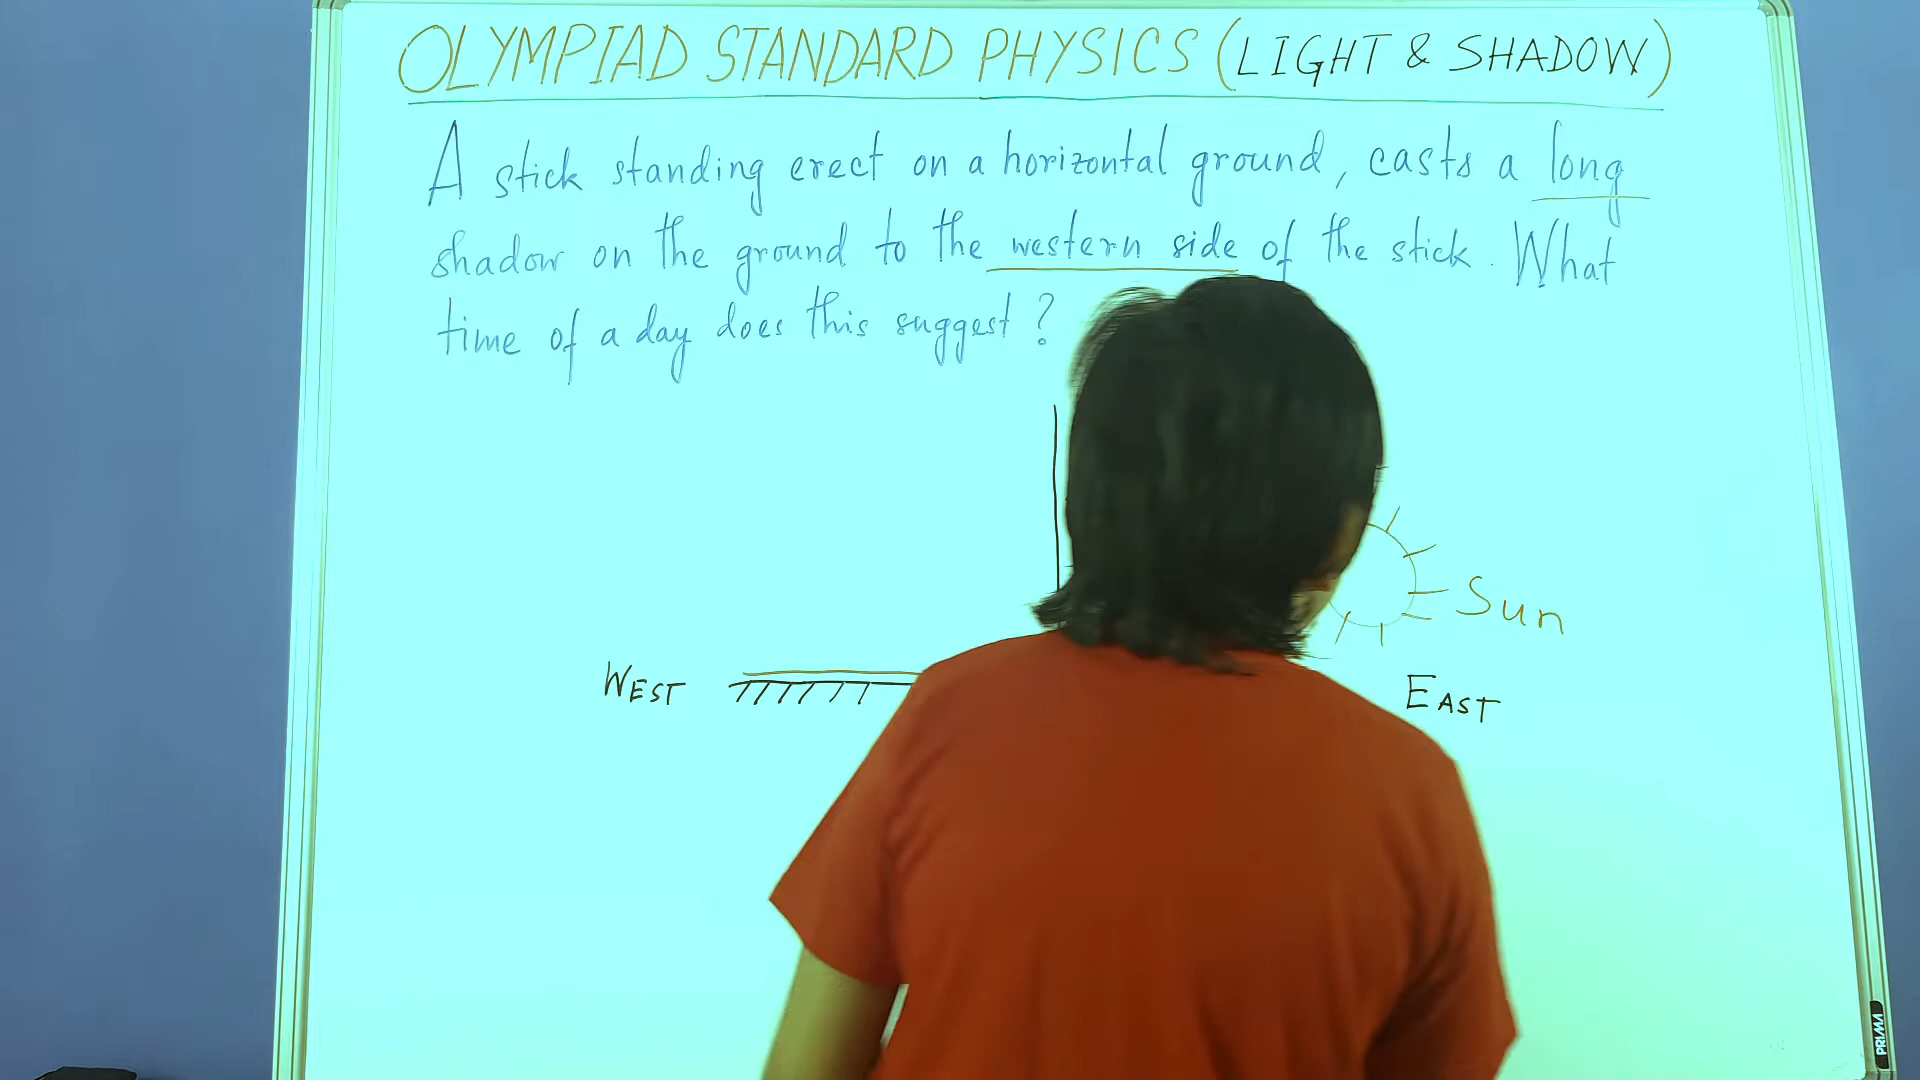 OLYMPIAD STANDARD PHYSICS (LIGHT & SHADOW)
A stick standing erect on a horizontal ground, casts a long
shadow on the ground to the western side of the stick. What
time of a day does this suggest?
Sun
WEST
EAST
PRIMA